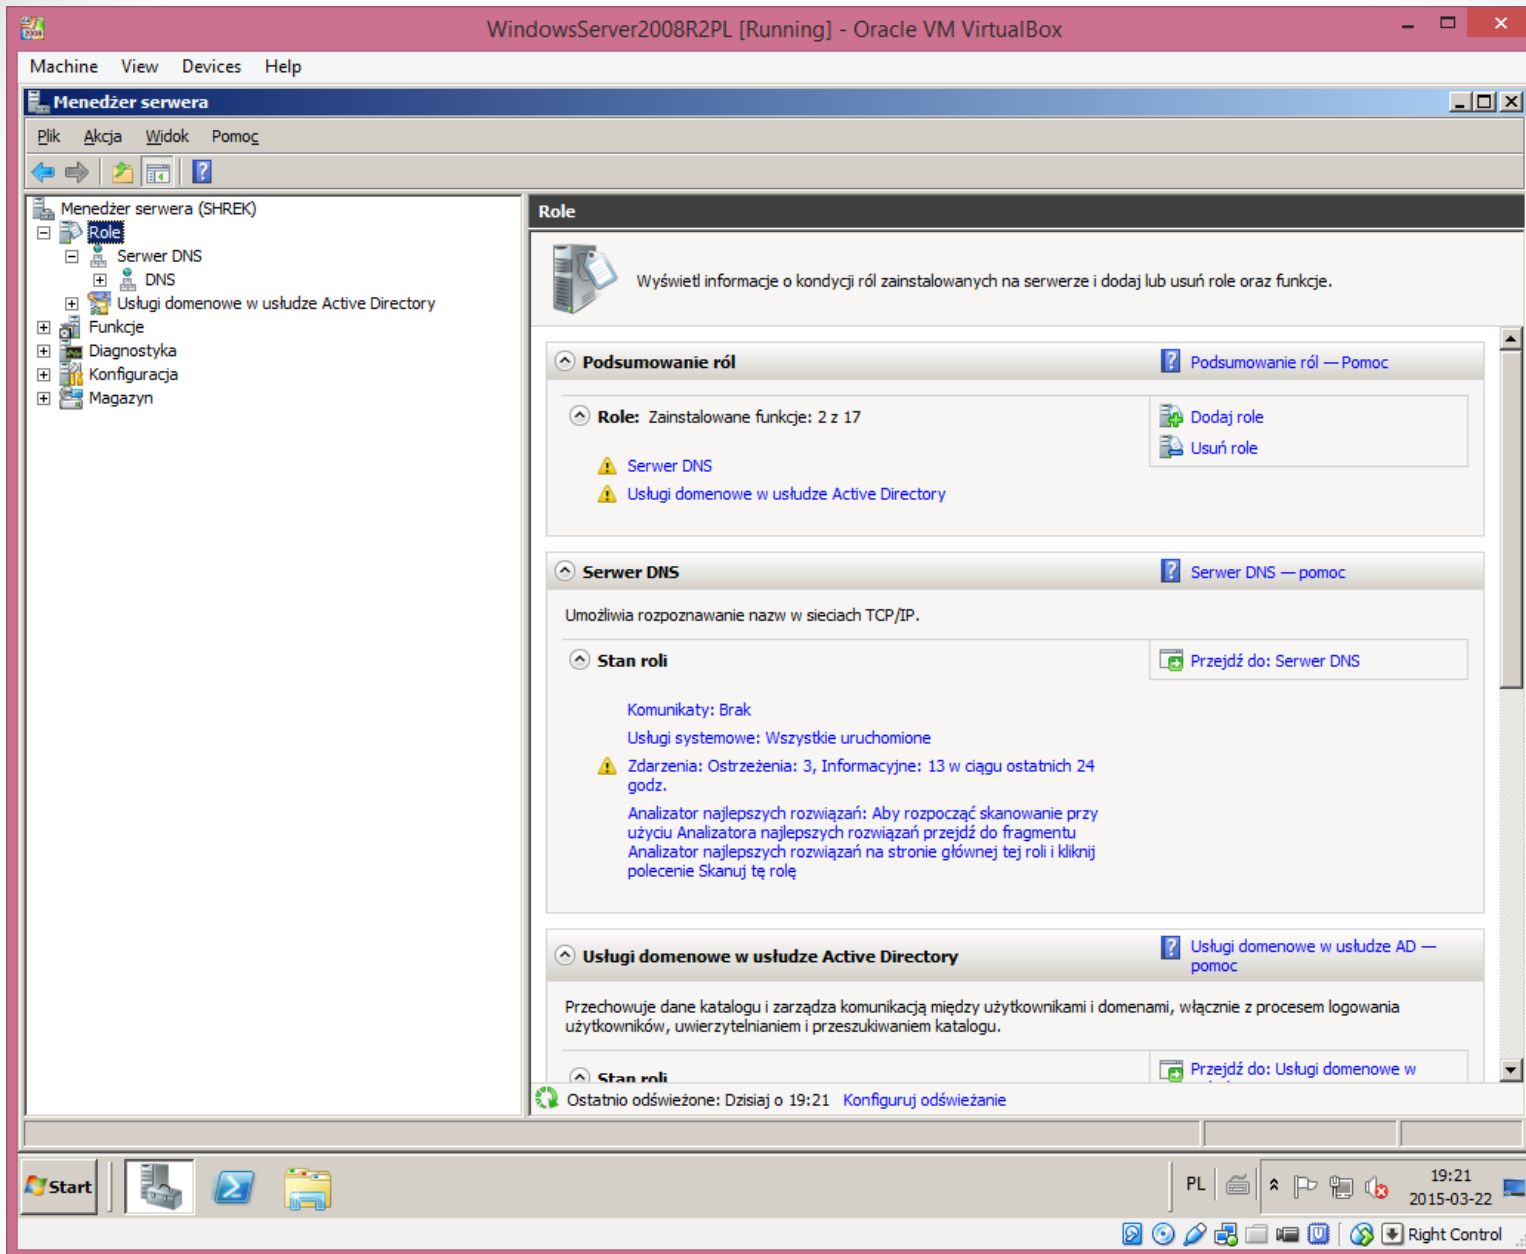 WindowsServer2008R2PL [Running] - Oracle VM VirtualBox
Machine View Devices Help
Menedżer serwera
Plik Akcja Widok Pomoc
Menedżer serwera (SHREK)
Role
Serwer DNS
DNS
Usługi domenowe w usłudze Active Directory
Funkcje
Diagnostyka
Konfiguracja
Magazyn
Role
Wyświetl informacje o kondycji ról zainstalowanych na serwerze i dodaj lub usuń role oraz funkcje.
Podsumowanie ról
Podsumowanie ról — Pomoc
Role: Zainstalowane funkcje: 2 z 17
Dodaj role
Usuń role
Serwer DNS
Usługi domenowe w usłudze Active Directory
Serwer DNS
Serwer DNS — pomoc
Umożliwia rozpoznawanie nazw w sieciach TCP/IP.
Stan roli
Przejdź do: Serwer DNS
Komunikaty: Brak
Usługi systemowe: Wszystkie uruchomione
Zdarzenia: Ostrzeżenia: 3, Informacyjne: 13 w ciągu ostatnich 24
godz.
Analizator najlepszych rozwiązań: Aby rozpocząć skanowanie przy
użyciu Analizatora najlepszych rozwiązań przejdź do fragmentu
Analizator najlepszych rozwiązań na stronie głównej tej roli i kliknij
polecenie Skanuj tę rolę
Usługi domenowe w usłudze Active Directory
Usługi domenowe w usłudze AD —
pomoc
Przechowuje dane katalogu i zarządza komunikacją między użytkownikami i domenami, włącznie z procesem logowania
użytkowników, uwierzytelnianiem i przeszukiwaniem katalogu.
Stan roli
Przejdź do: Usługi domenowe w
Ostatnio odświeżone: Dzisiaj o 19:21 Konfiguruj odświeżanie
Start
PL
19:21
2015-03-22
Right Control